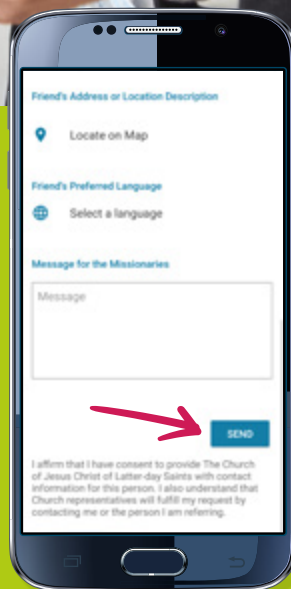 Friend's Address or Location Description
Locate on Map
Friend's Preferred Language
Select a language
Message for the Missionaries
Message
SEND
I affirm that I have consent to provide The Church
of Jesus Christ of Latter-day Saints with contact
information for this person. I also understand that
Church representatives will fulfill my request by
contacting me or the person I am referring.